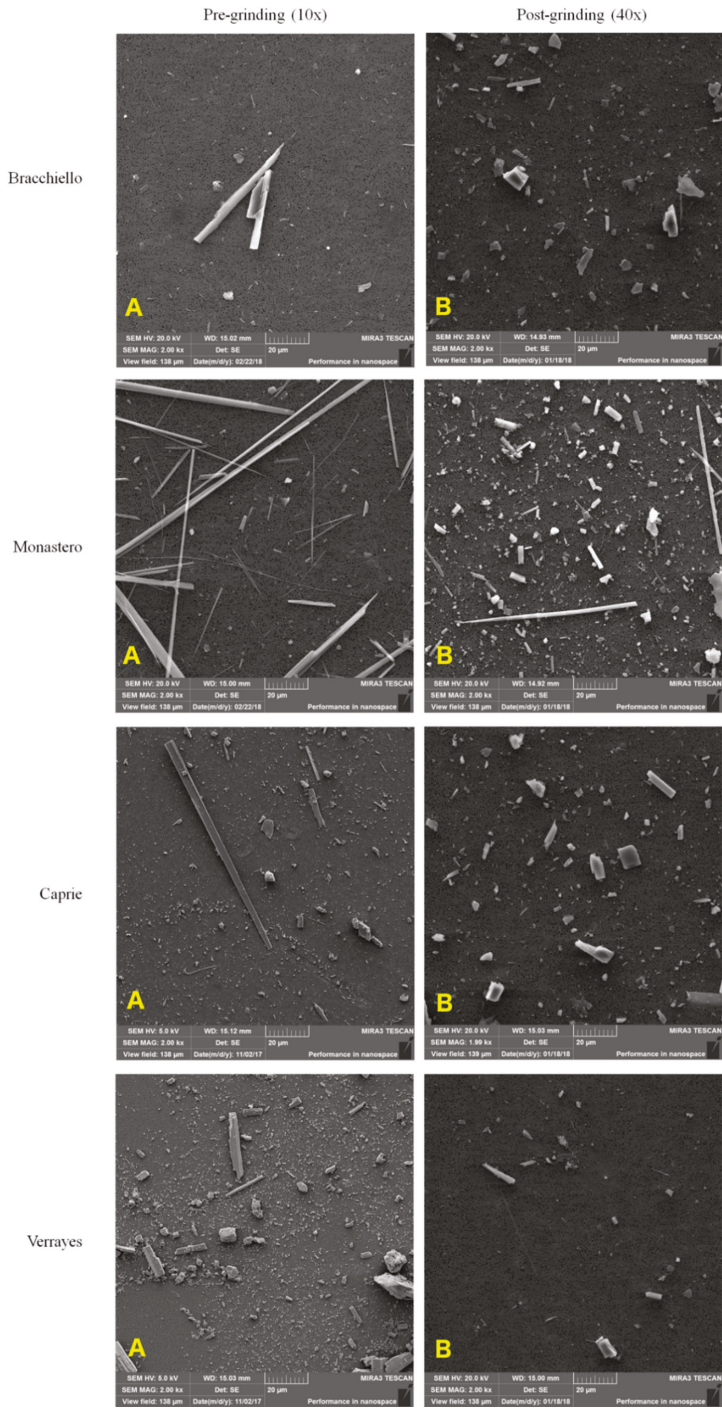 Pre-grinding (10x)
Post-grinding (40x)
Bracchiello
A
SEM HV: 20.0 kV WD: 15.02 mm MIRA3 TESCAN
SEM MAG: 2.00 kx Det: SE 20 µm
View field: 138 µm Date(m/d/y): 02/22/18 Performance in nanospace
B
SEM HV: 20.0 kV WD: 14.93 mm MIRA3 TESCAN
SEM MAG: 2.00 kx Det: SE 20 µm
View field: 138 µm Date(m/d/y): 01/18/18 Performance in nanospace
Monastero
A
SEM HV: 20.0 kV WD: 15.00 mm MIRA3 TESCAN
SEM MAG: 2.00 kx Det: SE 20 µm
View field: 138 µm Date(m/d/y): 02/22/18 Performance in nanospace
B
SEM HV: 20.0 kV WD: 14.92 mm MIRA3 TESCAN
SEM MAG: 2.00 kx Det: SE 20 µm
View field: 138 µm Date(m/d/y): 01/18/18 Performance in nanospace
Caprie
A
SEM HV: 5.0 kV WD: 15.12 mm MIRA3 TESCAN
SEM MAG: 2.00 kx Det: SE 20 µm
View field: 138 µm Date(m/d/y): 11/02/17 Performance in nanospace
B
SEM HV: 20.0 kV WD: 15.03 mm MIRA3 TESCAN
SEM MAG: 1.99 kx Det: SE 20 µm
View field: 139 µm Date(m/d/y): 01/18/18 Performance in nanospace
Verrayes
A
SEM HV: 5.0 kV WD: 15.03 mm MIRA3 TESCAN
SEM MAG: 2.00 kx Det: SE 20 µm
View field: 138 µm Date(m/d/y): 11/02/17 Performance in nanospace
B
SEM HV: 20.0 kV WD: 15.00 mm MIRA3 TESCAN
SEM MAG: 2.00 kx Det: SE 20 µm
View field: 138 µm Date(m/d/y): 01/18/18 Performance in nanospace